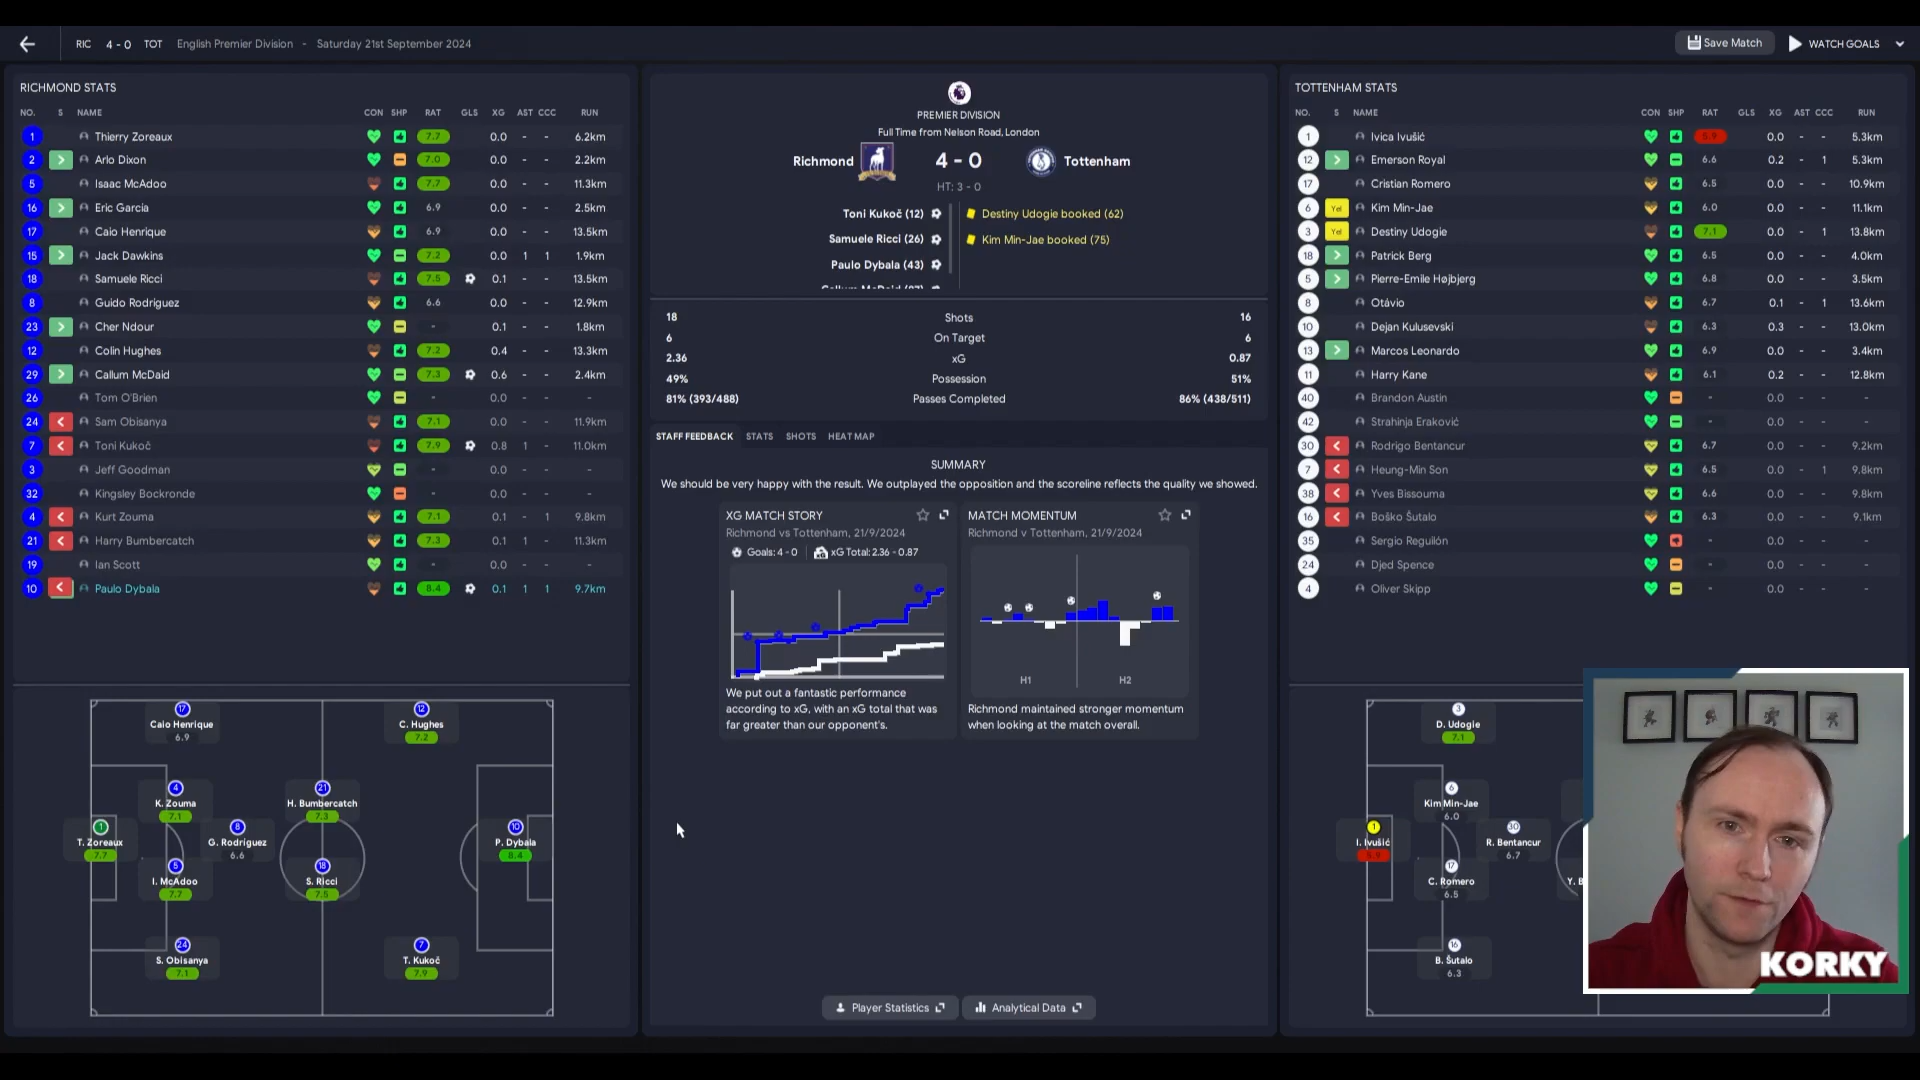 RIC 4 - 0 TOT English Premier Division - Saturday 21st September 2024
Save Match
WATCH GOALS
RICHMOND STATS
NO. S NAME CON SHP RAT GLS XG AST CCC RUN
1 Thierry Zoreaux 7.7 0.0 - - 6.2km
2 Arlo Dixon 7.0 0.0 - - 2.2km
5 Isaac McAdoo 7.7 0.0 - - 11.3km
16 Eric García 6.9 0.0 - - 2.5km
17 Caio Henrique 6.9 0.0 - - 13.5km
15 Jack Dawkins 7.2 0.0 1 1 1.9km
18 Samuele Ricci 7.5 0.1 - - 13.5km
8 Guido Rodríguez 6.6 0.0 - - 12.9km
23 Cher Ndour - 0.1 - - 1.8km
12 Colin Hughes 7.2 0.4 - - 13.3km
29 Callum McDaid 7.3 0.6 - - 2.4km
26 Tom O'Brien - 0.0 - - -
24 Sam Obisanya 7.1 0.0 - - 11.9km
7 Toni Kukoč 7.9 0.8 1 - 11.0km
3 Jeff Goodman - 0.0 - - -
32 Kingsley Bockronde - 0.0 - - -
4 Kurt Zouma 7.1 0.1 - 1 9.8km
21 Harry Bumbercatch 7.3 0.1 1 - 11.3km
19 Ian Scott - 0.0 - - -
10 Paulo Dybala 8.4 0.1 1 1 9.7km
17
Caio Henrique
6.9
12
C. Hughes
7.2
4
K. Zouma
7.1
21
H. Bumbercatch
7.3
1
T. Zoreaux
7.7
8
G. Rodríguez
6.6
10
P. Dybala
8.4
5
I. McAdoo
7.7
18
S. Ricci
7.5
24
S. Obisanya
7.1
7
T. Kukoč
7.9
PREMIER DIVISION
Full Time from Nelson Road, London
Richmond 4 - 0 Tottenham
HT: 3 - 0
Toni Kukoč (12)
Samuele Ricci (26)
Paulo Dybala (43)
Destiny Udogie booked (62)
Kim Min-Jae booked (75)
18 Shots 16
6 On Target 6
2.36 xG 0.87
49% Possession 51%
81% (393/488) Passes Completed 86% (438/511)
STAFF FEEDBACK STATS SHOTS HEAT MAP
SUMMARY
We should be very happy with the result. We outplayed the opposition and the scoreline reflects the quality we showed.
XG MATCH STORY
Richmond vs Tottenham, 21/9/2024
Goals: 4 - 0 xG Total: 2.36 - 0.87
We put out a fantastic performance
according to xG, with an xG total that was
far greater than our opponent's.
MATCH MOMENTUM
Richmond v Tottenham, 21/9/2024
H1 H2
Richmond maintained stronger momentum
when looking at the match overall.
Player Statistics
Analytical Data
TOTTENHAM STATS
NO. S NAME CON SHP RAT GLS XG AST CCC RUN
1 Ivica Ivušić 5.9 0.0 - - 5.3km
12 Emerson Royal 6.6 0.2 - 1 5.3km
17 Cristian Romero 6.5 0.0 - - 10.9km
6 Yel Kim Min-Jae 6.0 0.0 - - 11.1km
3 Yel Destiny Udogie 7.1 0.0 - 1 13.8km
18 Patrick Berg 6.5 0.0 - - 4.0km
5 Pierre-Emile Højbjerg 6.8 0.0 - - 3.5km
8 Otávio 6.7 0.1 - 1 13.6km
10 Dejan Kulusevski 6.3 0.3 - - 13.0km
13 Marcos Leonardo 6.9 0.0 - - 3.4km
11 Harry Kane 6.1 0.2 - - 12.8km
40 Brandon Austin - 0.0 - - -
42 Strahinja Eraković - 0.0 - - -
30 Rodrigo Bentancur 6.7 0.0 - - 9.2km
7 Heung-Min Son 6.5 0.0 - 1 9.8km
38 Yves Bissouma 6.6 0.0 - - 9.8km
16 Boško Šutalo 6.3 0.0 - - 9.1km
35 Sergio Reguilón - 0.0 - - -
24 Djed Spence - 0.0 - - -
4 Oliver Skipp - 0.0 - - -
3
D. Udogie
7.1
6
Kim Min-Jae
6.0
1
I. Ivušić
5.9
30
R. Bentancur
6.7
17
C. Romero
6.5
Y. B
16
B. Šutalo
6.3
KORKY